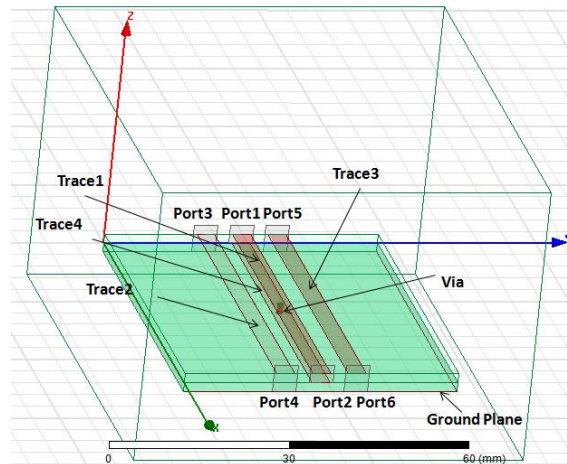 Z
Trace1
Trace3
Port3 Port1 Port5
Trace4
Via
Trace2
Port4 Port2 Port6
Ground Plane
X
0 30 60 (mm)